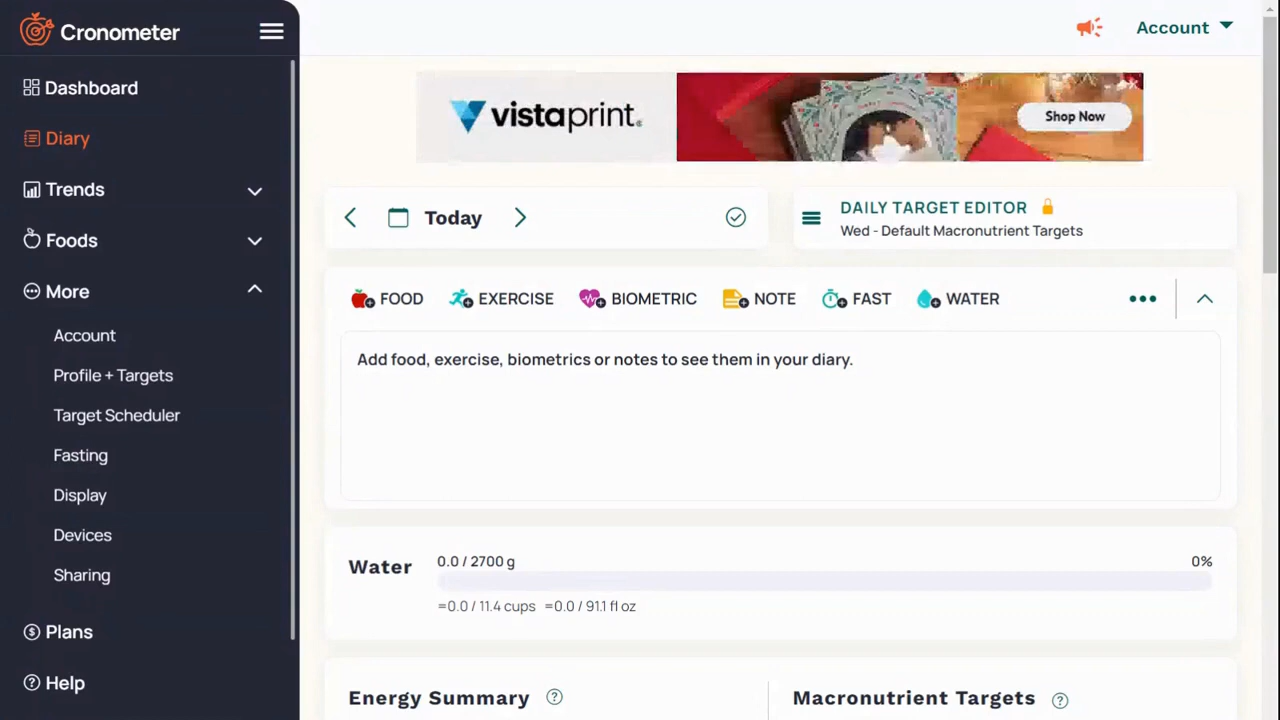 Cronometer
Dashboard
Diary
Trends
Foods
More
Account
Profile + Targets
Target Scheduler
Fasting
Display
Devices
Sharing
Plans
Help
Account
vistaprint.
Shop Now
Today
DAILY TARGET EDITOR
Wed - Default Macronutrient Targets
FOOD EXERCISE BIOMETRIC NOTE FAST WATER
Add food, exercise, biometrics or notes to see them in your diary.
Water 0.0 / 2700 g 0%
=0.0 / 11.4 cups =0.0 / 91.1 fl oz
Energy Summary
Macronutrient Targets